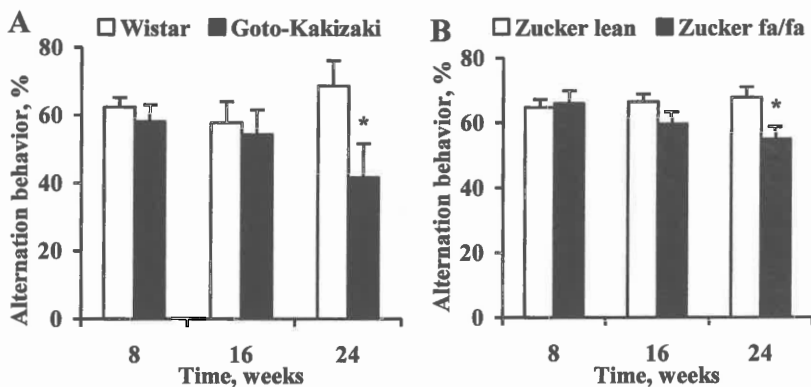 A
Wistar Goto-Kakizaki
Alternation behavior, %
80
60
40
20
0
*
8 16 24
Time, weeks
B
Zucker lean Zucker fa/fa
Alternation behavior, %
80
60
40
20
0
*
8 16 24
Time, weeks